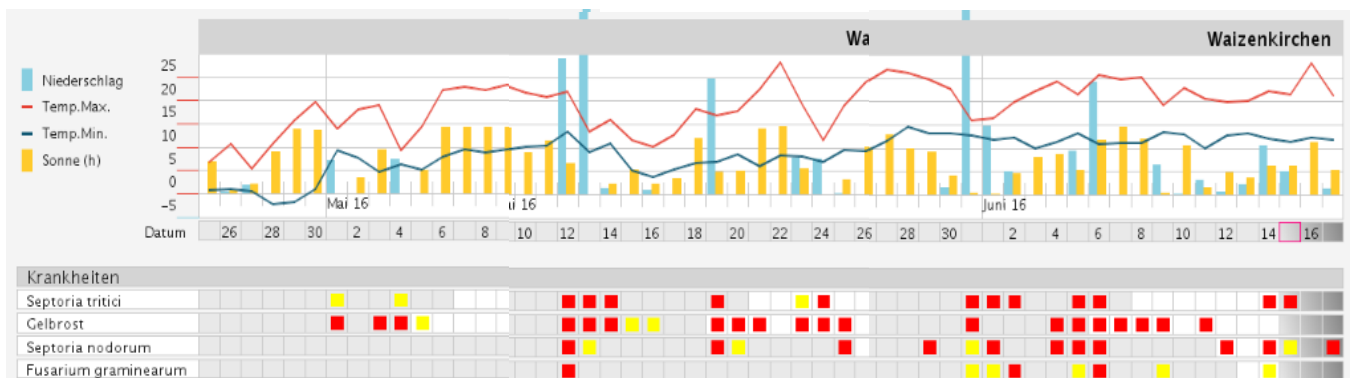 Wa Waizenkirchen
Niederschlag
Temp.Max.
Temp.Min.
Sonne (h)
25
20
15
10
5
0
-5
Mai 16 ıi 16 Juni 16
Datum 26 28 30 2 4 6 8 10 12 14 16 18 20 22 24 26 28 30 2 4 6 8 10 12 14 16
Krankheiten
Septoria tritici
Gelbrost
Septoria nodorum
Fusarium graminearum